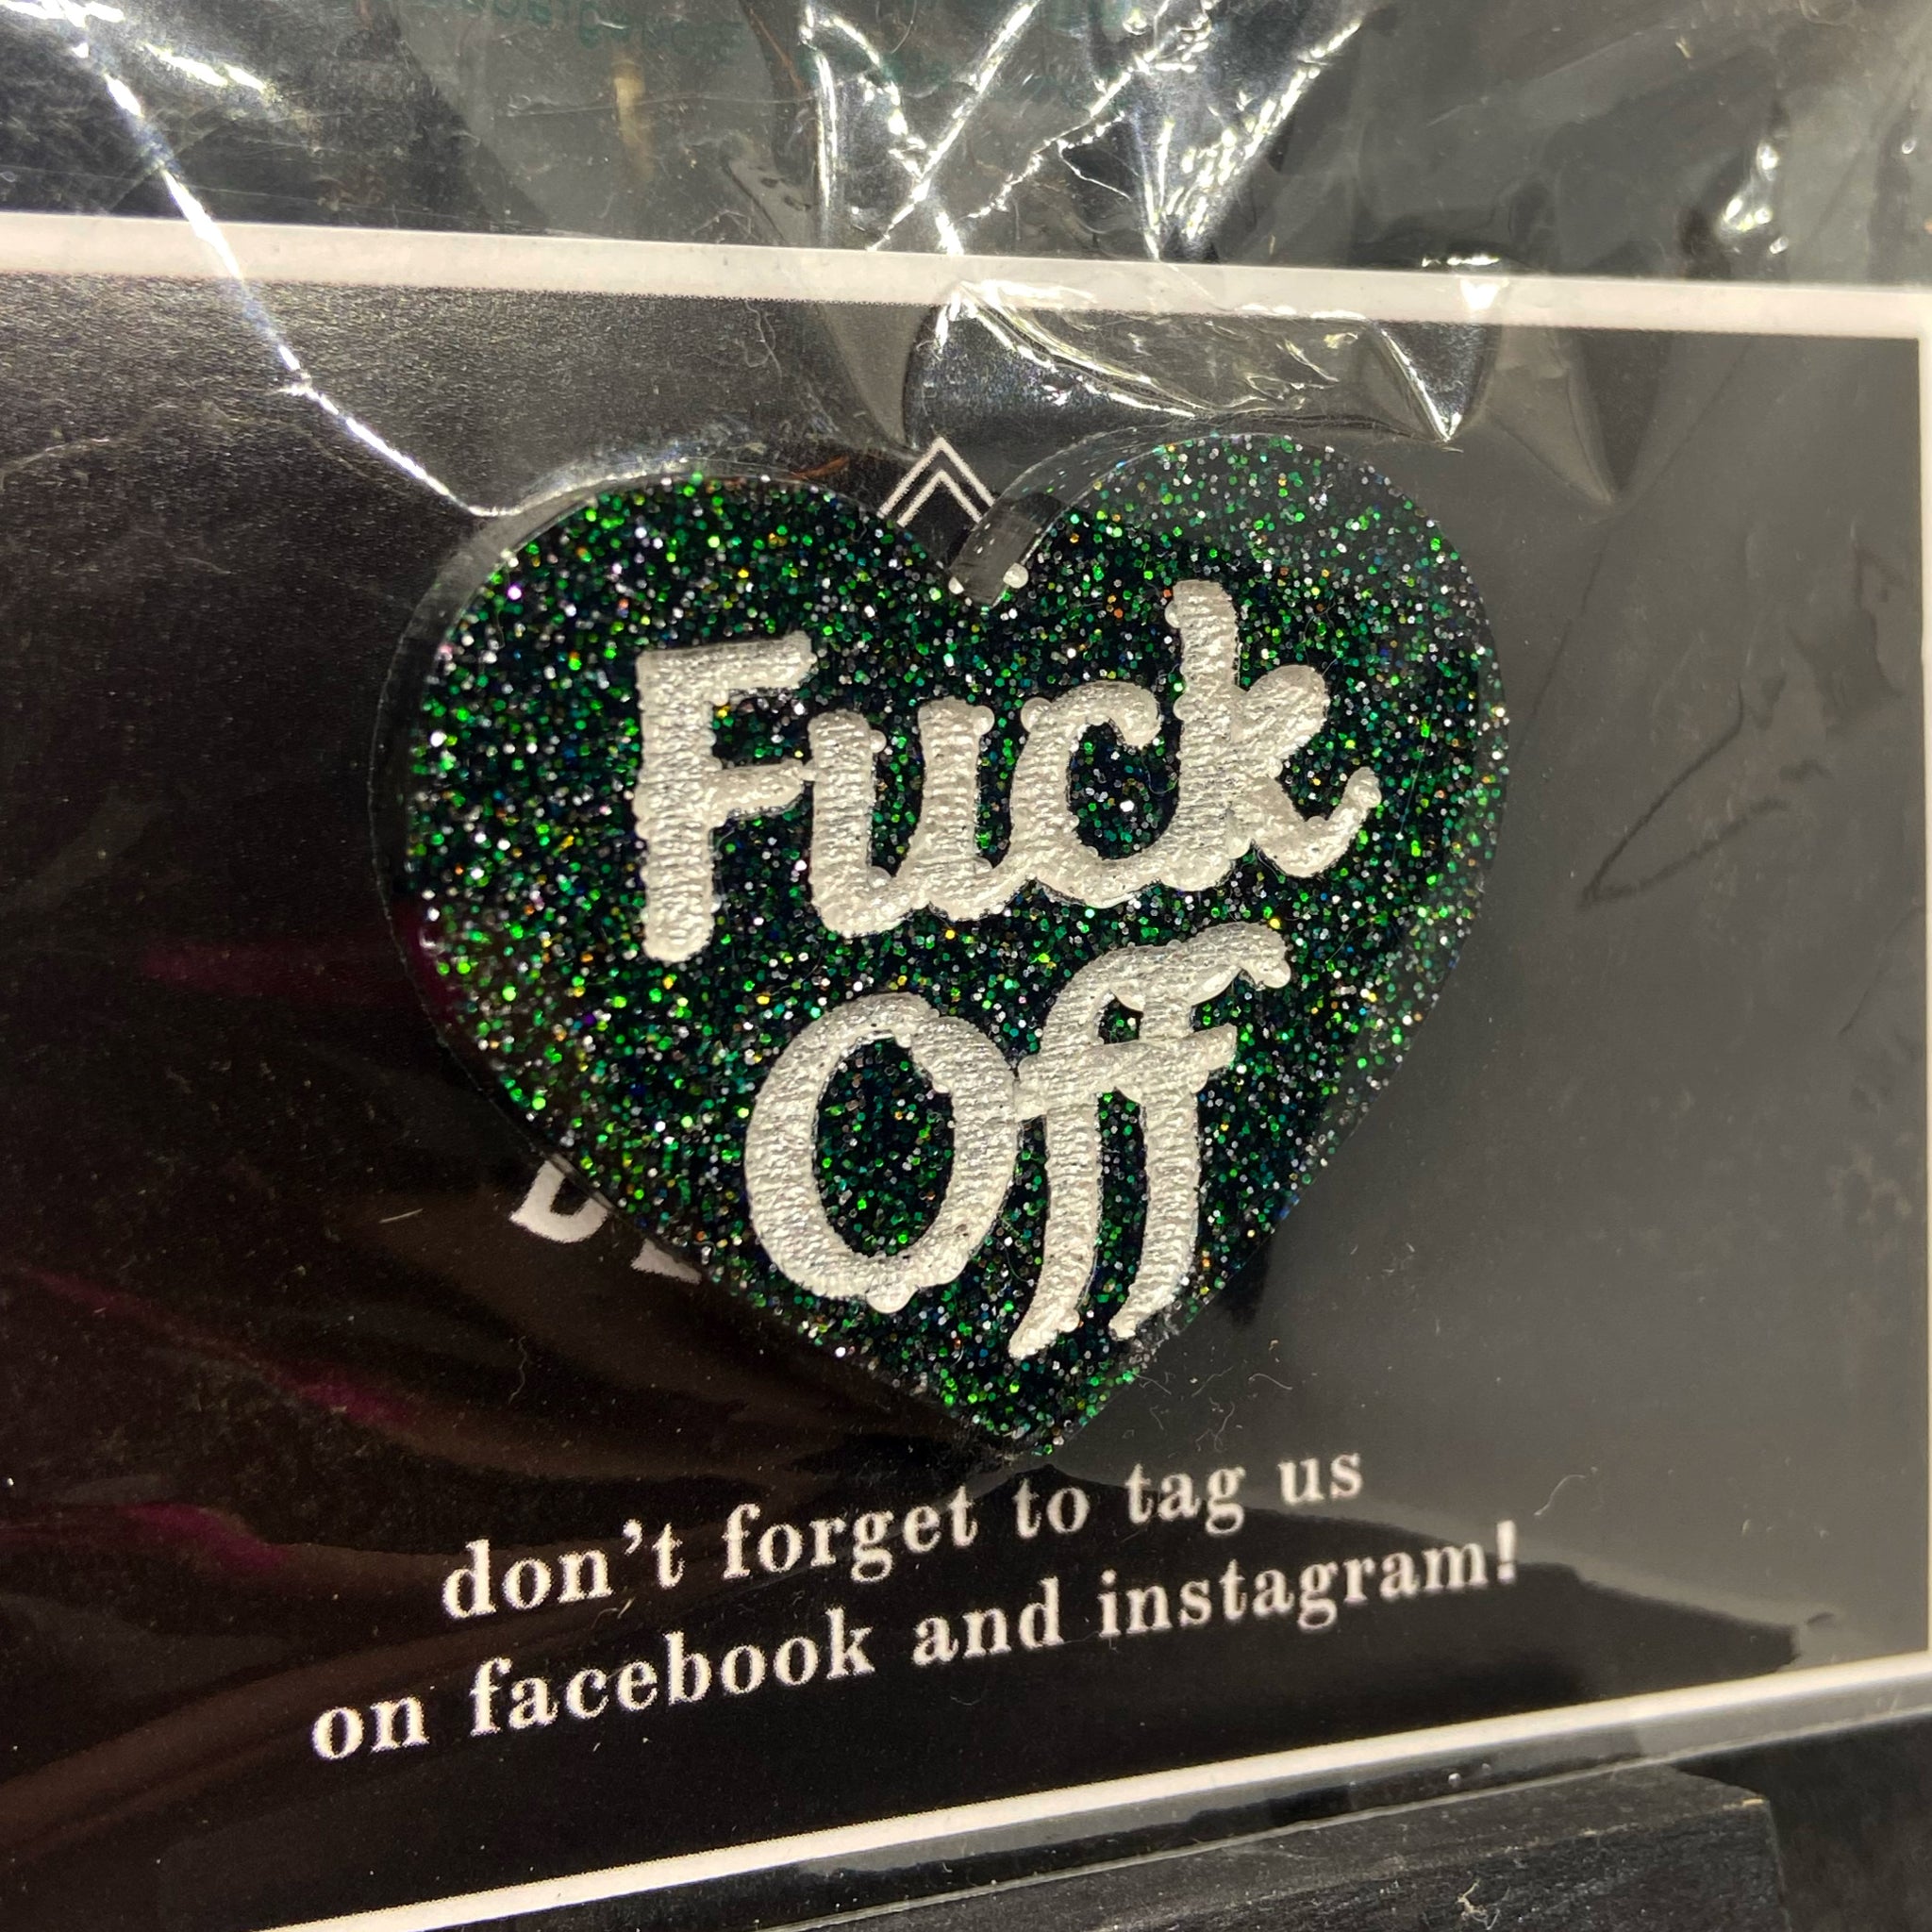 Fuck
Off
don't forget to tag us
on facebook and instagram!